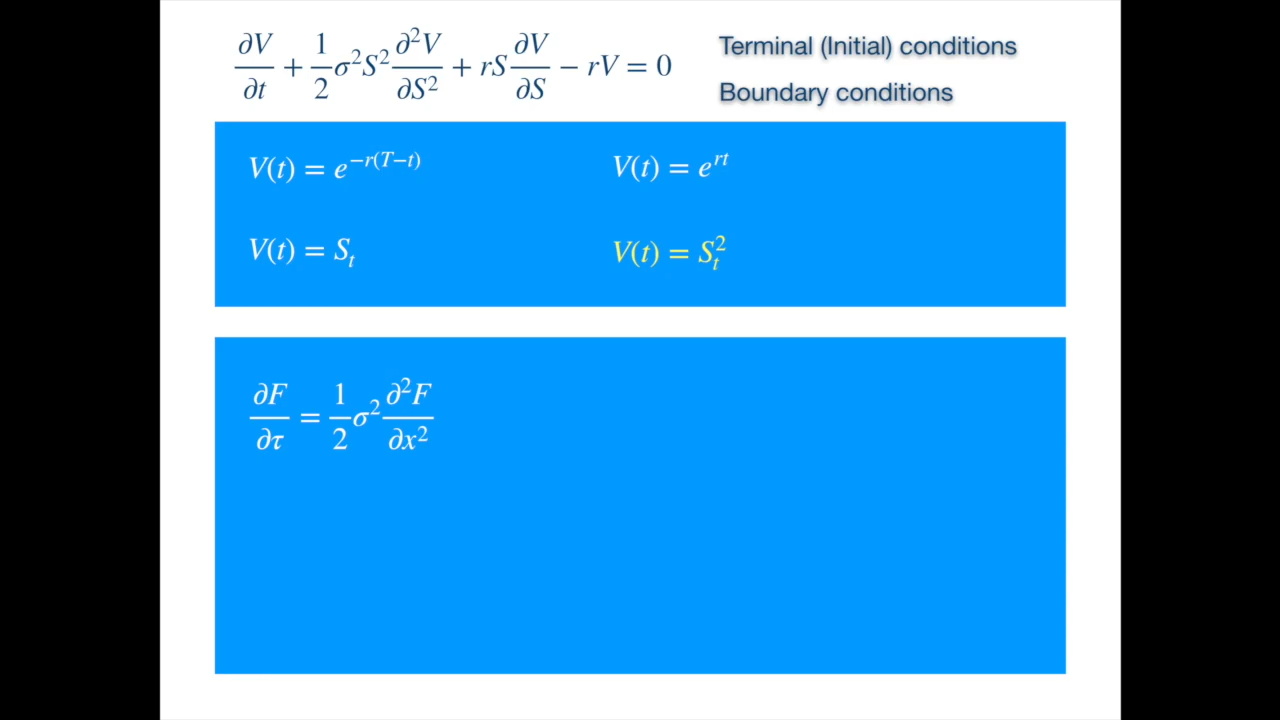 ∂V/∂t + 1/2 σ²S² ∂²V/∂S² + rS ∂V/∂S − rV = 0
Terminal (Initial) conditions
Boundary conditions
V(t) = e^{−r(T−t)}
V(t) = e^{rt}
V(t) = S_t
V(t) = S_t^2
∂F/∂τ = 1/2 σ² ∂²F/∂x²